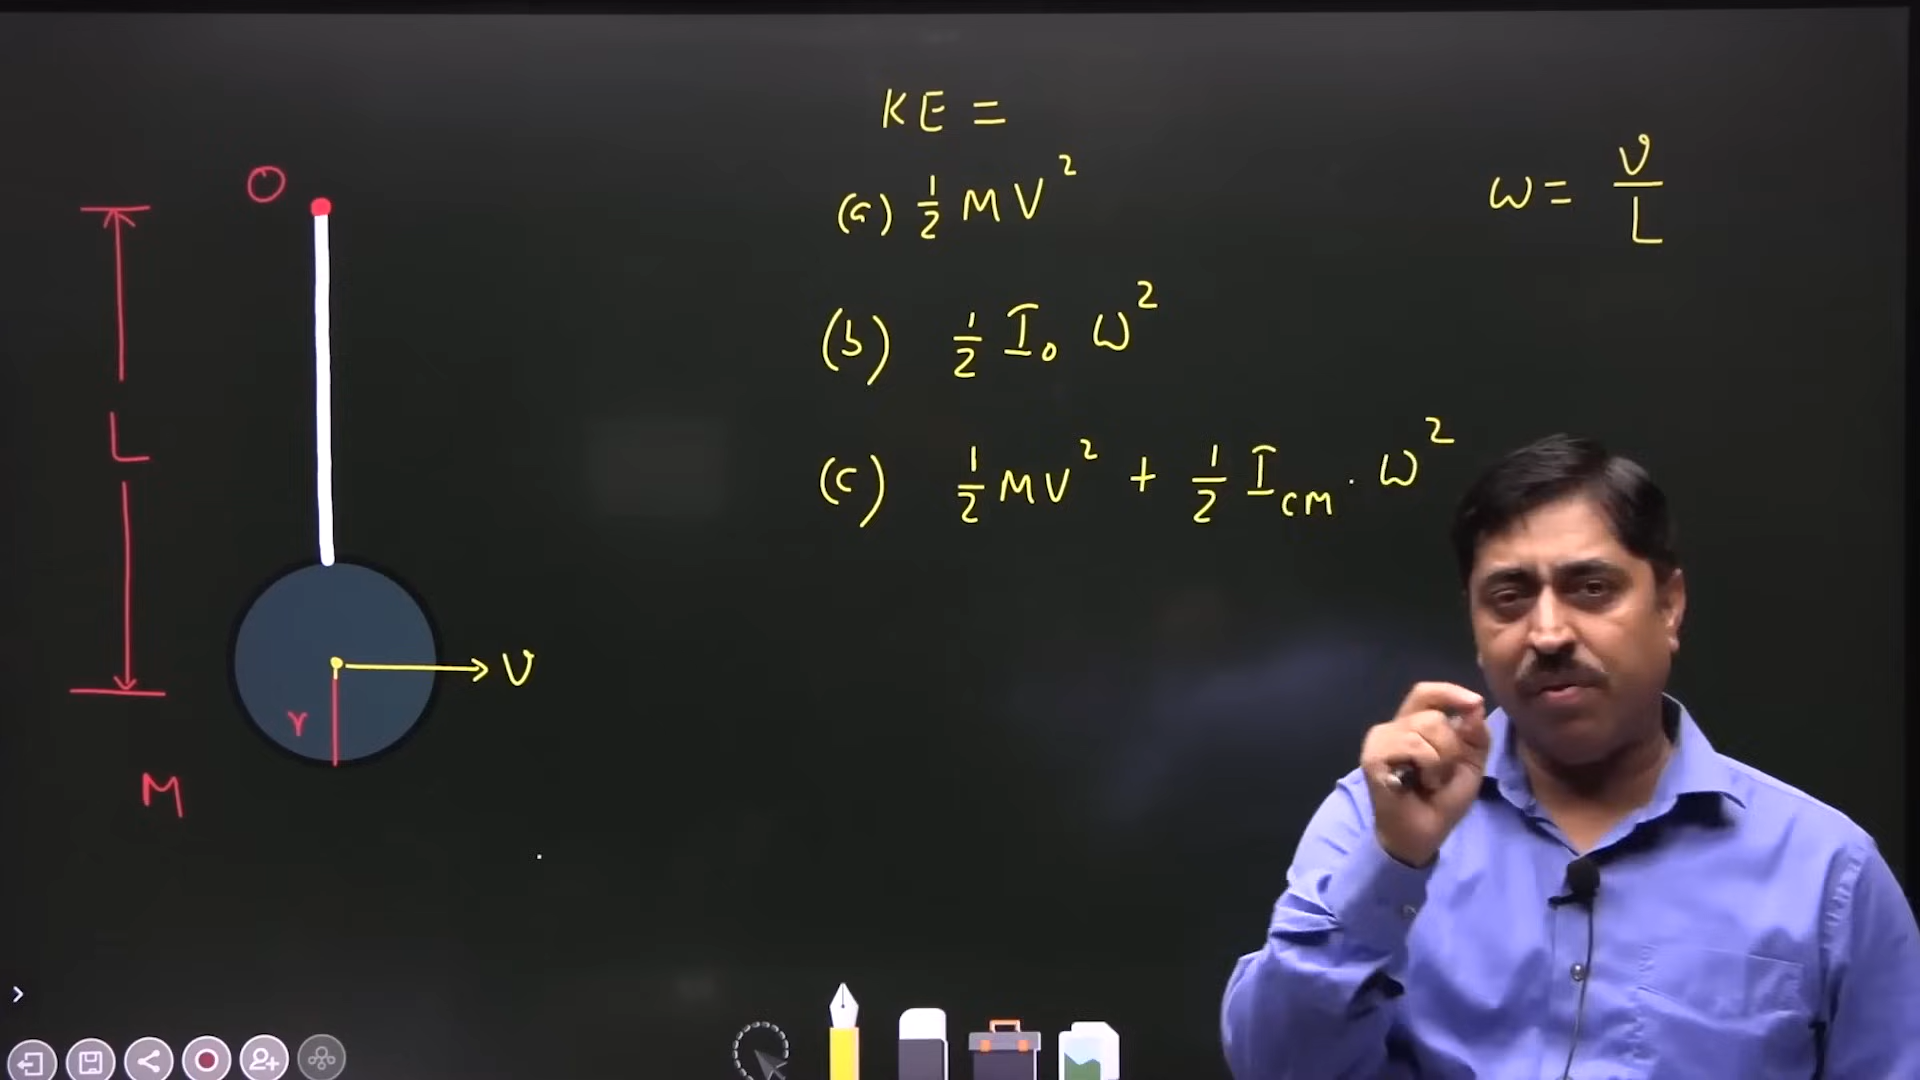 KE =
(a) 1/2 MV²
ω = v/L
(b) 1/2 I₀ ω²
(c) 1/2 MV² + 1/2 I_CM · ω²
O
L
v
r
M